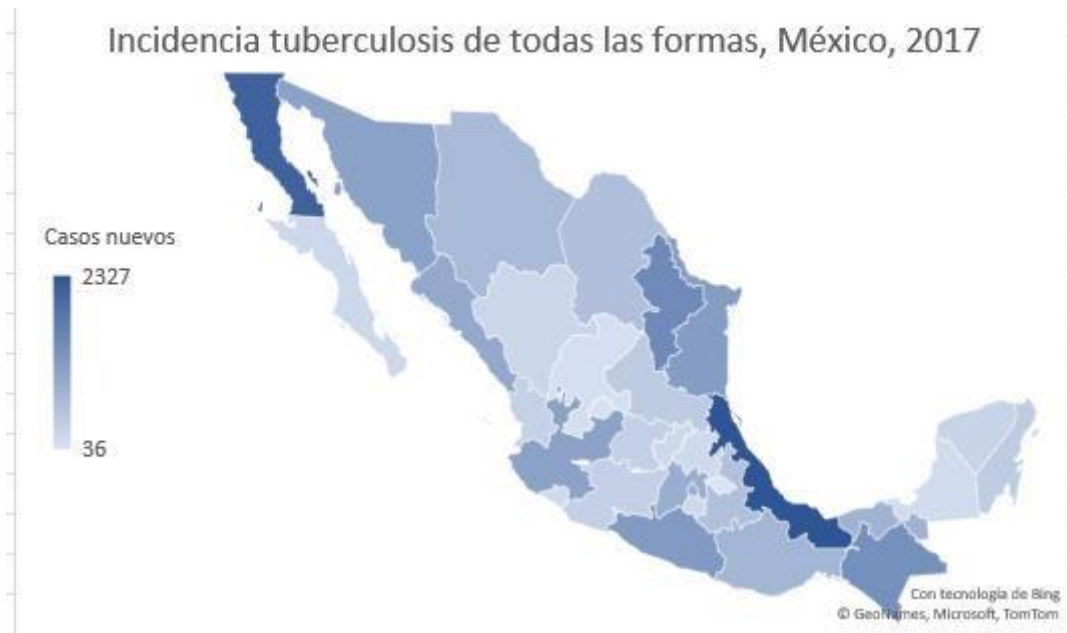 Incidencia tuberculosis de todas las formas, México, 2017
Casos nuevos
2327
36
Con tecnología de Bing
© GeoNames, Microsoft, TomTom